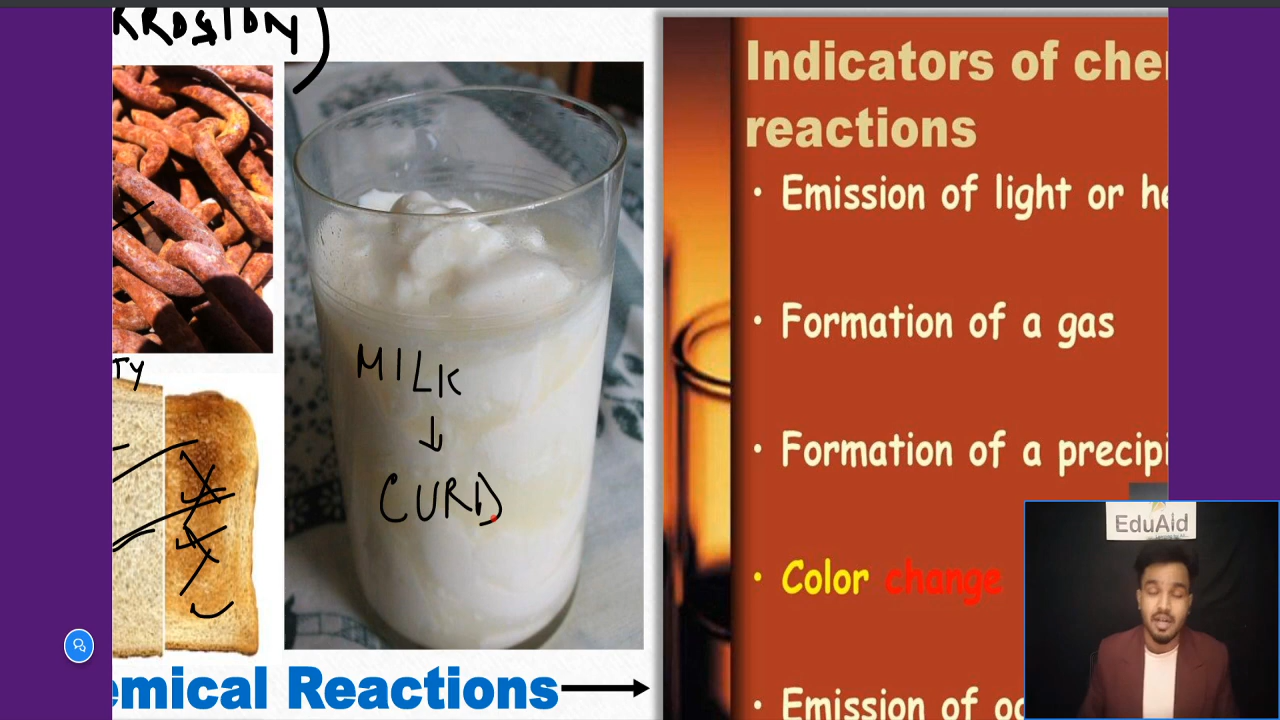 RROSION)
TY
MILK
↓
CURD
emical Reactions
Indicators of che
reactions
• Emission of light or he
• Formation of a gas
• Formation of a precipi
• Color change
• Emission of od
EduAid